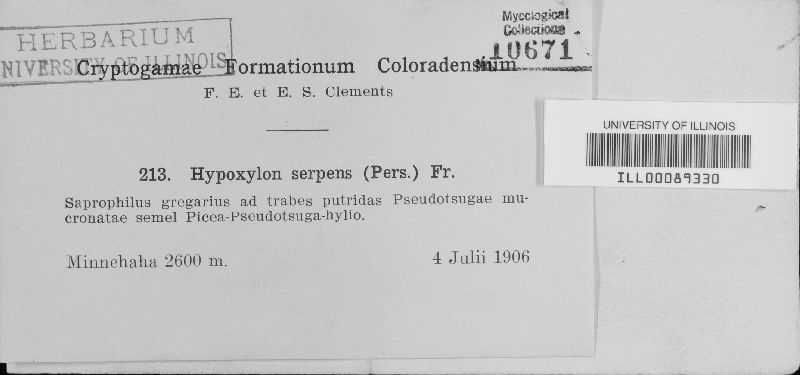 HERBARIUM
UNIVERSITY OF ILLINOIS
Mycological
Collections
10671
Cryptogamae Formationum Coloradensium
F. E. et E. S. Clements
213. Hypoxylon serpens (Pers.) Fr.
Saprophilus gregarius ad trabes putridas Pseudotsugae mu-
cronatae semel Picea-Pseudotsuga-hylio.
Minnehaha 2600 m.
4 Julii 1906
UNIVERSITY OF ILLINOIS
ILL00089330